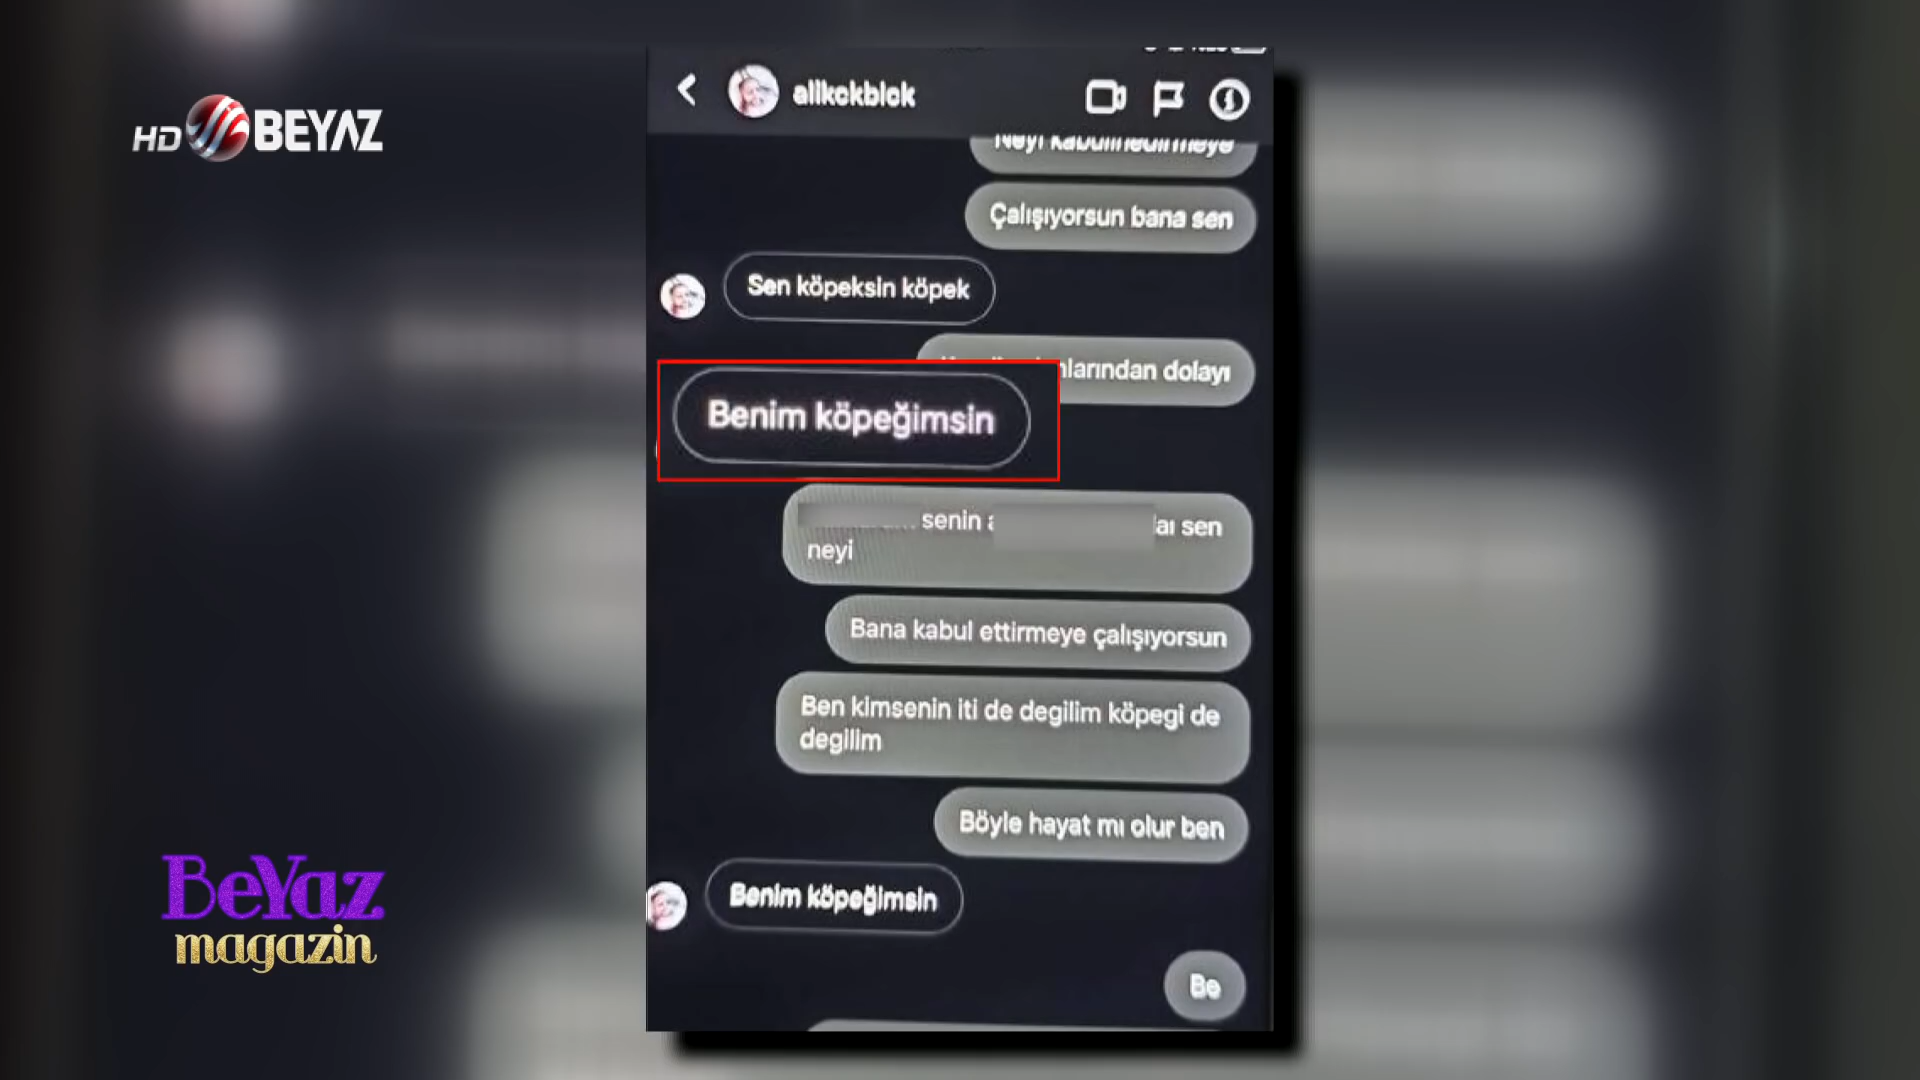 HD BEYAZ
alikckblck
Neyi kabullnedirmeye
Çalışıyorsun bana sen
Sen köpeksin köpek
larından dolayı
Benim köpeğimsin
senin
sen
neyi
Bana kabul ettirmeye çalışıyorsun
Ben kimsenin iti de degilim köpegi de
degilim
Böyle hayat mı olur ben
Benim köpeğimsin
Be
BeYaz
magazin